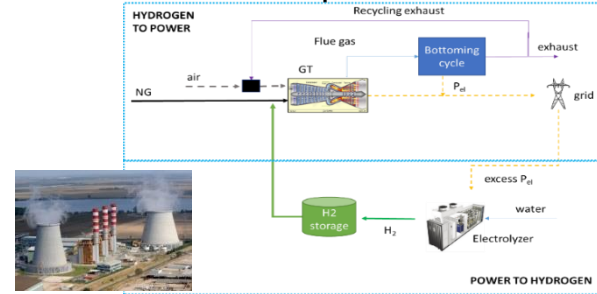 HYDROGEN
TO POWER
Recycling exhaust
Flue gas
Bottoming
cycle
exhaust
air
GT
NG
Pel
grid
excess Pel
H2
storage
H2
water
Electrolyzer
POWER TO HYDROGEN